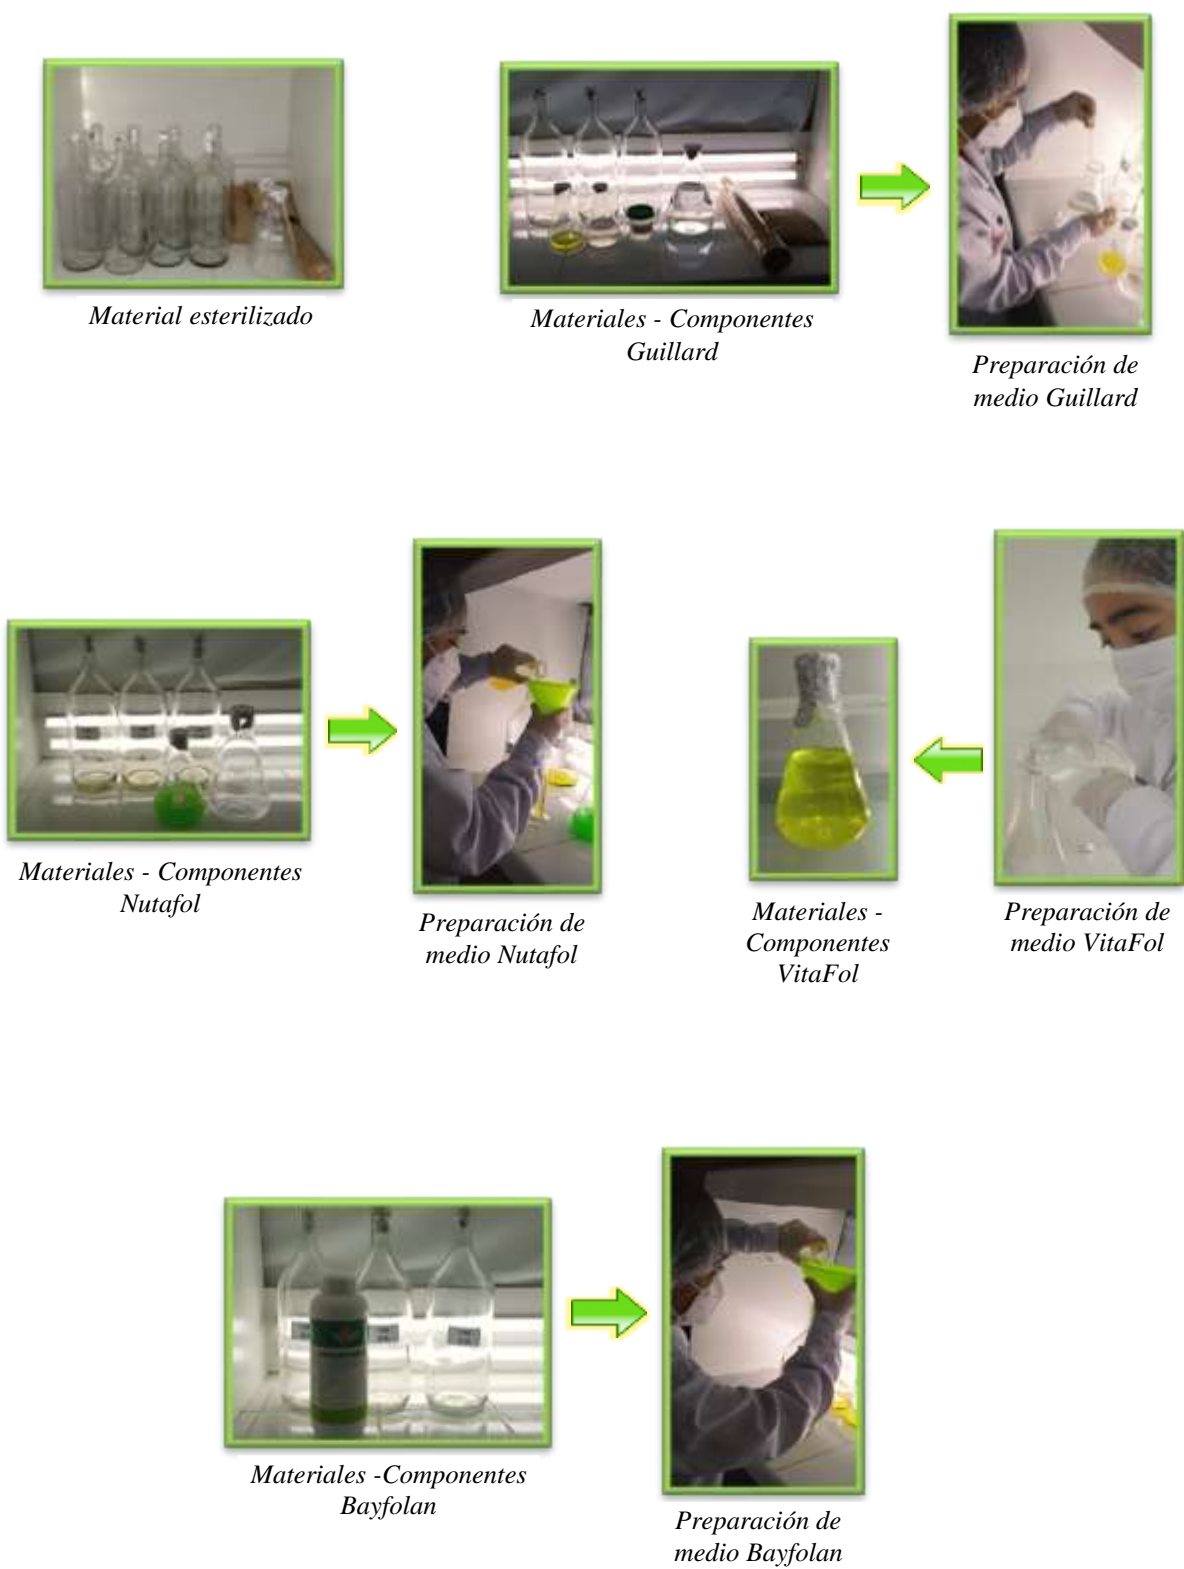 Material esterilizado
Materiales - Componentes
Guillard
Preparación de
medio Guillard
Materiales - Componentes
Nutafol
Preparación de
medio Nutafol
Materiales -
Componentes
VitaFol
Preparación de
medio VitaFol
Materiales -Componentes
Bayfolan
Preparación de
medio Bayfolan